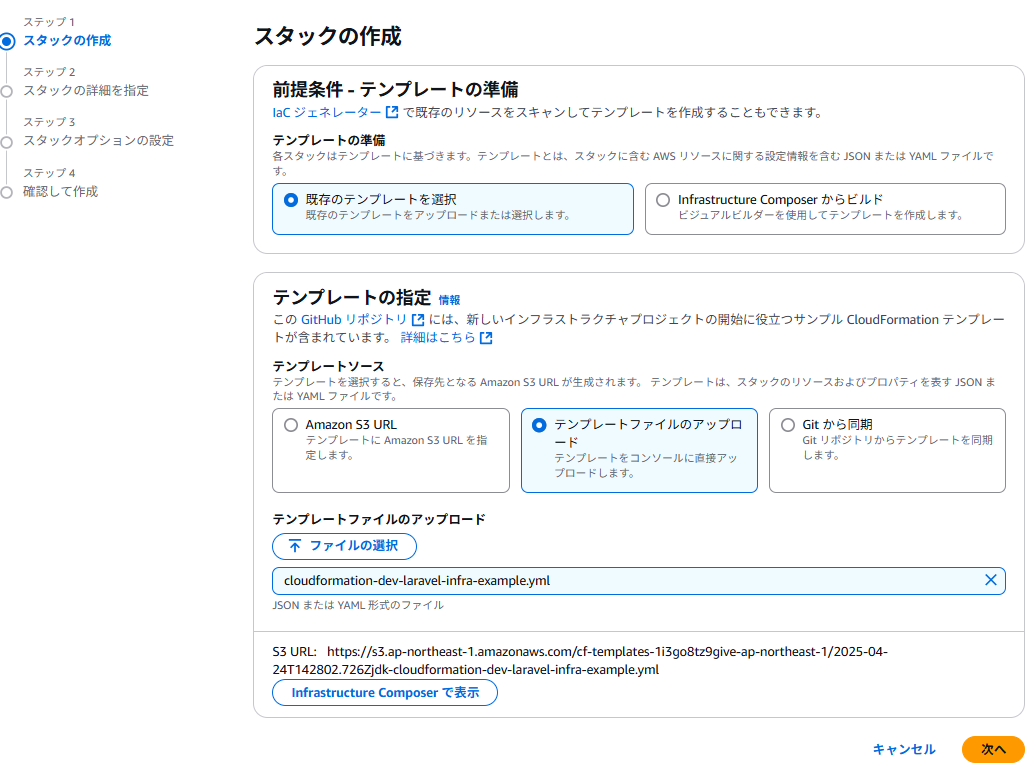 ステップ 1
スタックの作成
ステップ 2
スタックの詳細を指定
ステップ 3
スタックオプションの設定
ステップ 4
確認して作成
スタックの作成
前提条件 - テンプレートの準備
IaC ジェネレーター で既存のリソースをスキャンしてテンプレートを作成することもできます。
テンプレートの準備
各スタックはテンプレートに基づきます。テンプレートとは、スタックに含む AWS リソースに関する設定情報を含む JSON または YAML ファイルで
す。
既存のテンプレートを選択
既存のテンプレートをアップロードまたは選択します。
Infrastructure Composer からビルド
ビジュアルビルダーを使用してテンプレートを作成します。
テンプレートの指定 情報
この GitHub リポジトリ には、新しいインフラストラクチャプロジェクトの開始に役立つサンプル CloudFormation テンプレー
トが含まれています。 詳細はこちら
テンプレートソース
テンプレートを選択すると、保存先となる Amazon S3 URL が生成されます。 テンプレートは、スタックのリソースおよびプロパティを表す JSON ま
たは YAML ファイルです。
Amazon S3 URL
テンプレートに Amazon S3 URL を指
定します。
テンプレートファイルのアップロ
ード
テンプレートをコンソールに直接アッ
プロードします。
Git から同期
Git リポジトリからテンプレートを同期
します。
テンプレートファイルのアップロード
ファイルの選択
cloudformation-dev-laravel-infra-example.yml
JSON または YAML 形式のファイル
S3 URL: https://s3.ap-northeast-1.amazonaws.com/cf-templates-1i3go8tz9give-ap-northeast-1/2025-04-
24T142802.726Zjdk-cloudformation-dev-laravel-infra-example.yml
Infrastructure Composer で表示
キャンセル
次へ